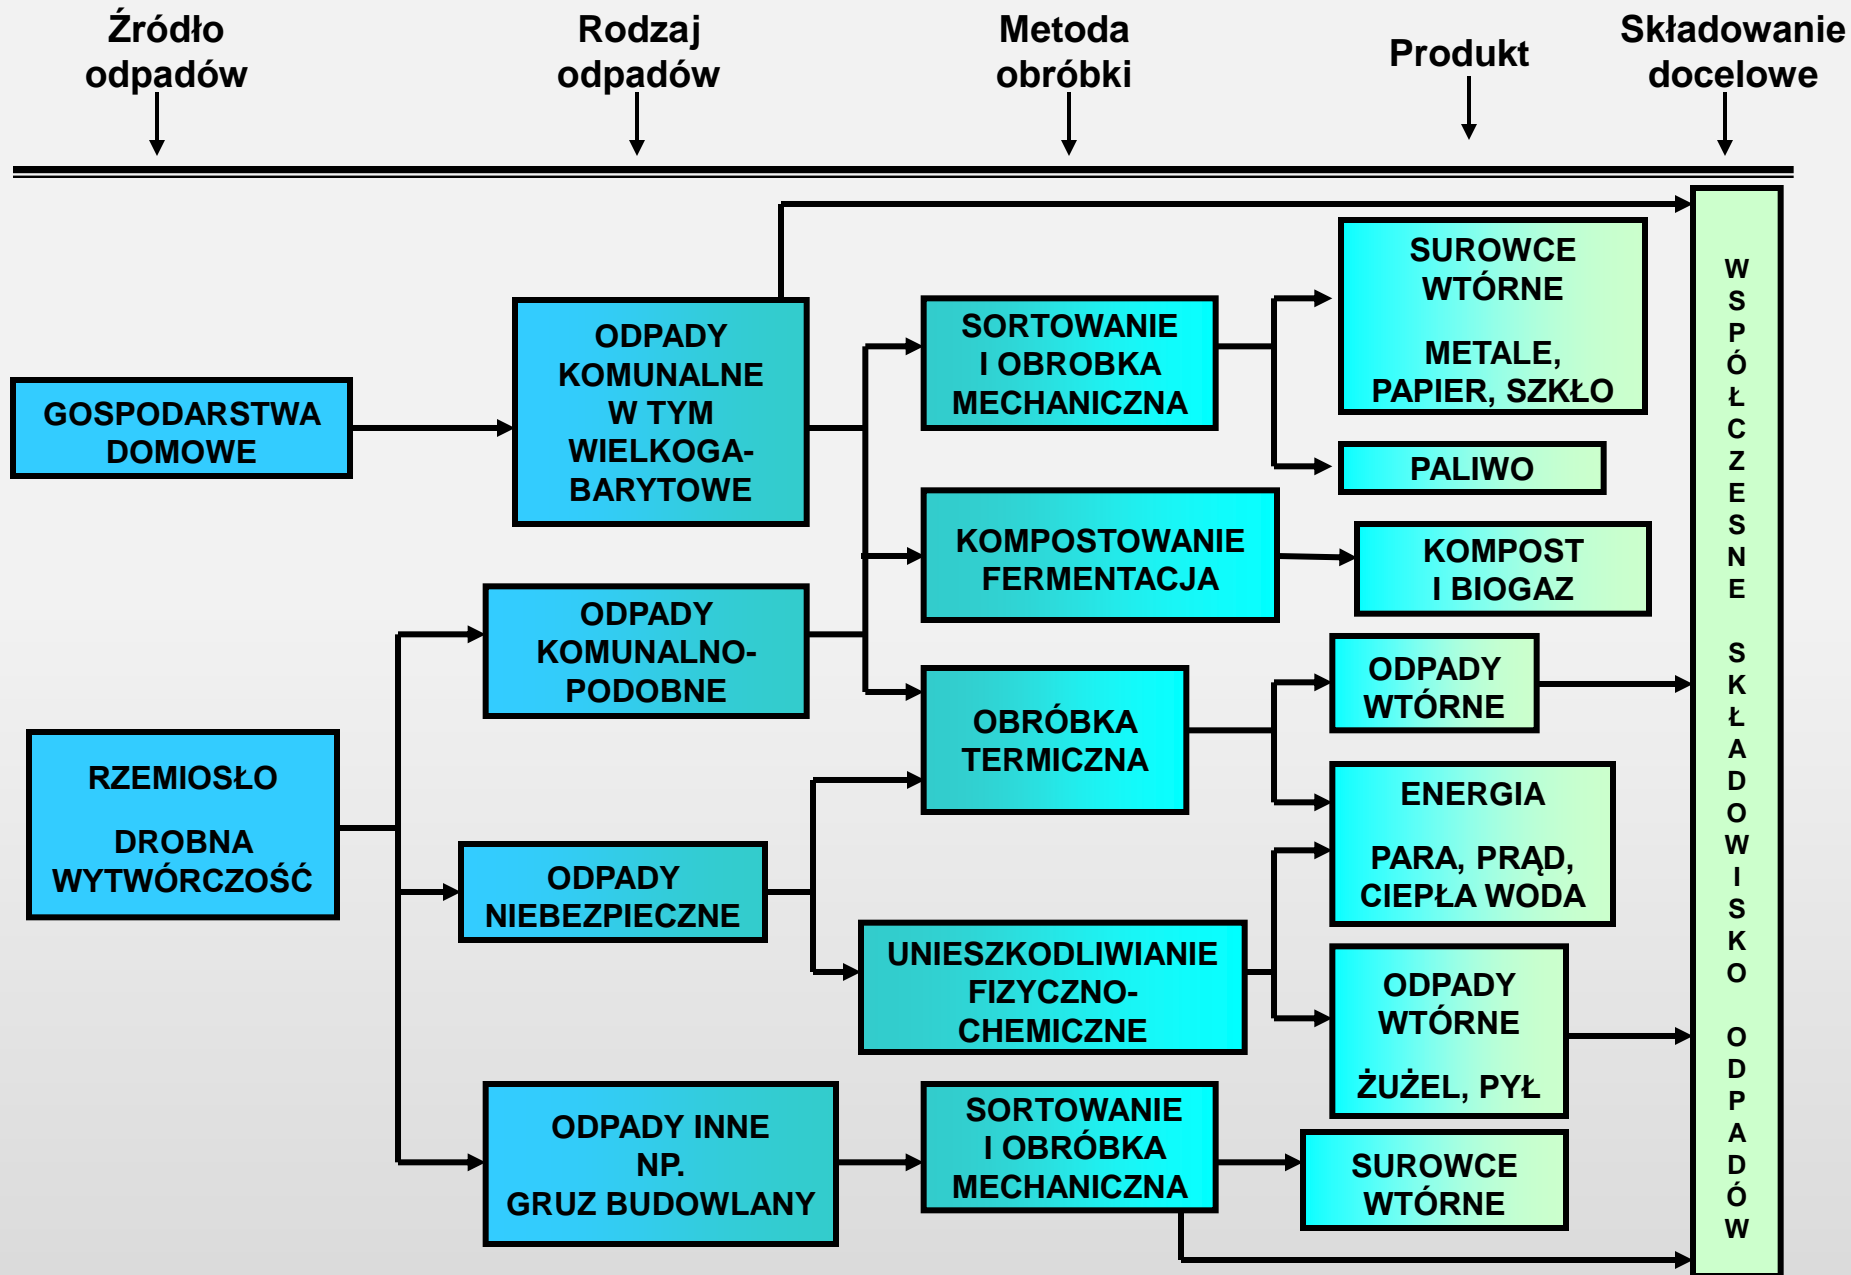 Źródło
odpadów
Rodzaj
odpadów
Metoda
obróbki
Produkt
Składowanie
docelowe
GOSPODARSTWA
DOMOWE
RZEMIOSŁO
DROBNA
WYTWÓRCZOŚĆ
ODPADY
KOMUNALNE
W TYM
WIELKOGA-
BARYTOWE
ODPADY
KOMUNALNO-
PODOBNE
ODPADY
NIEBEZPIECZNE
ODPADY INNE
NP.
GRUZ BUDOWLANY
SORTOWANIE
I OBROBKA
MECHANICZNA
KOMPOSTOWANIE
FERMENTACJA
OBRÓBKA
TERMICZNA
UNIESZKODLIWIANIE
FIZYCZNO-
CHEMICZNE
SORTOWANIE
I OBRÓBKA
MECHANICZNA
SUROWCE
WTÓRNE
METALE,
PAPIER, SZKŁO
PALIWO
KOMPOST
I BIOGAZ
ODPADY
WTÓRNE
ENERGIA
PARA, PRĄD,
CIEPŁA WODA
ODPADY
WTÓRNE
ŻUŻEL, PYŁ
SUROWCE
WTÓRNE
WSPÓŁCZESNE SKŁADOWISKO ODPADÓW